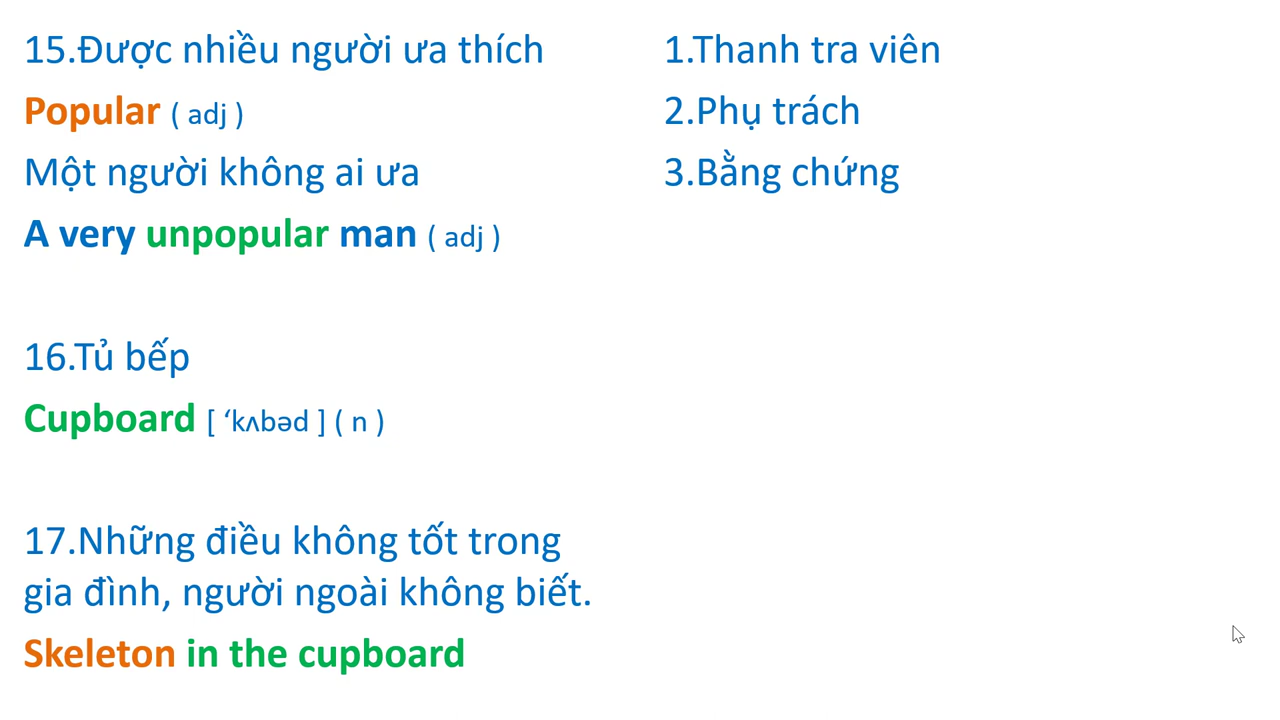 15.Được nhiều người ưa thích
Popular ( adj )
Một người không ai ưa
A very unpopular man ( adj )
16.Tủ bếp
Cupboard [ ‘kʌbəd ] ( n )
17.Những điều không tốt trong
gia đình, người ngoài không biết.
Skeleton in the cupboard
1.Thanh tra viên
2.Phụ trách
3.Bằng chứng